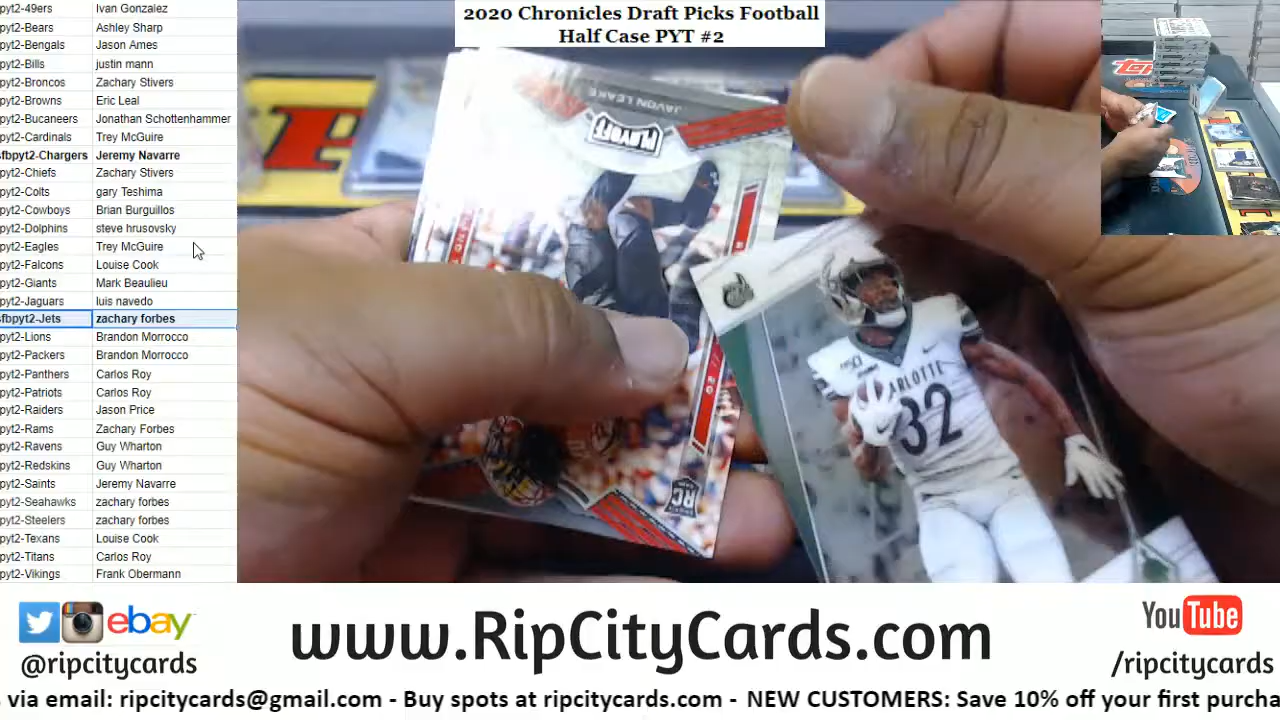 2020 Chronicles Draft Picks Football
Half Case PYT #2
pyt2-49ers Ivan Gonzalez
pyt2-Bears Ashley Sharp
pyt2-Bengals Jason Ames
pyt2-Bills justin mann
pyt2-Broncos Zachary Stivers
pyt2-Browns Eric Leal
pyt2-Bucaneers Jonathan Schottenhammer
pyt2-Cardinals Trey McGuire
sfbpyt2-Chargers Jeremy Navarre
pyt2-Chiefs Zachary Stivers
pyt2-Colts gary Teshima
pyt2-Cowboys Brian Burguillos
pyt2-Dolphins steve hrusovsky
pyt2-Eagles Trey McGuire
pyt2-Falcons Louise Cook
pyt2-Giants Mark Beaulieu
pyt2-Jaguars luis navedo
sfbpyt2-Jets zachary forbes
pyt2-Lions Brandon Morrocco
pyt2-Packers Brandon Morrocco
pyt2-Panthers Carlos Roy
pyt2-Patriots Carlos Roy
pyt2-Raiders Jason Price
pyt2-Rams Zachary Forbes
pyt2-Ravens Guy Wharton
pyt2-Redskins Guy Wharton
pyt2-Saints Jeremy Navarre
pyt2-Seahawks zachary forbes
pyt2-Steelers zachary forbes
pyt2-Texans Louise Cook
pyt2-Titans Carlos Roy
pyt2-Vikings Frank Obermann
JAVON LEAKE
PLAYOFF
RC
32
ebay
@ripcitycards
www.RipCityCards.com
YouTube
/ripcitycards
s via email: ripcitycards@gmail.com - Buy spots at ripcitycards.com - NEW CUSTOMERS: Save 10% off your first purcha